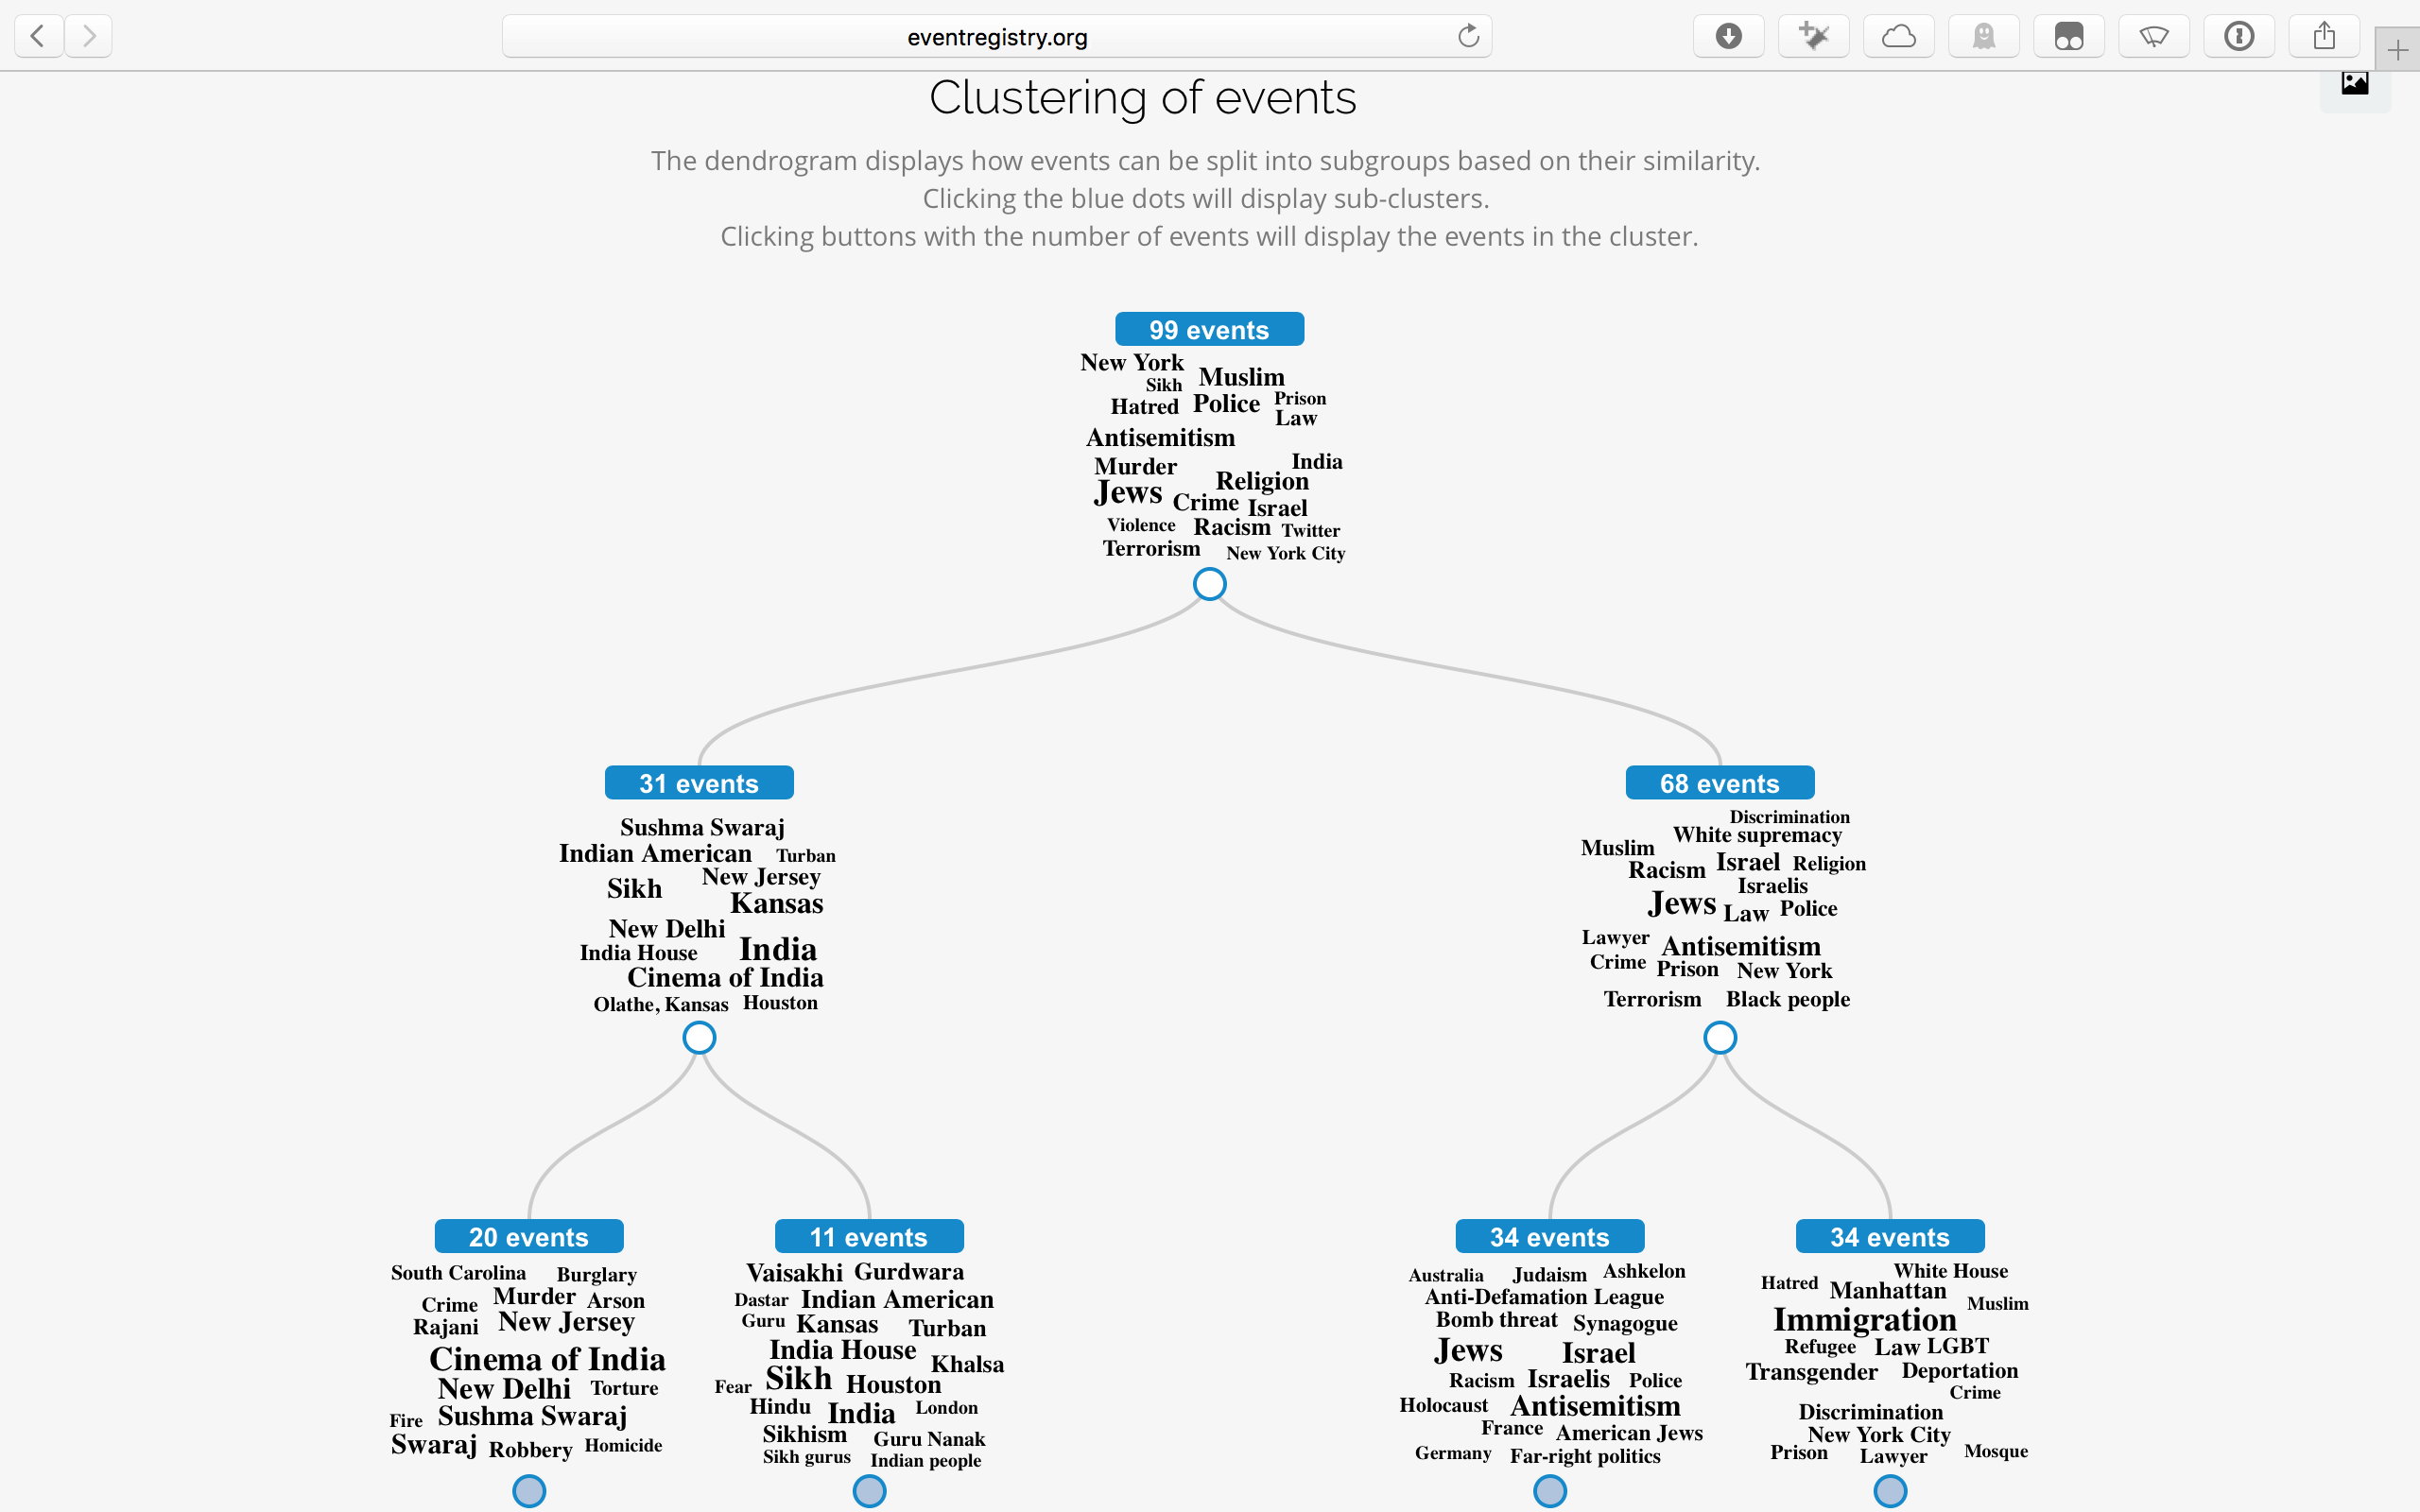 eventregistry.org
Clustering of events
The dendrogram displays how events can be split into subgroups based on their similarity.
Clicking the blue dots will display sub-clusters.
Clicking buttons with the number of events will display the events in the cluster.
99 events
New York
Muslim
Sikh
Hatred Police Prison
Law
Antisemitism
India
Murder
Religion
Jews Crime Israel
Violence Racism Twitter
Terrorism New York City
31 events
Sushma Swaraj
Indian American Turban
New Jersey
Sikh
Kansas
New Delhi
India House India
Cinema of India
Olathe, Kansas Houston
68 events
Discrimination
White supremacy
Muslim
Racism Israel Religion
Israelis
Jews Law Police
Lawyer Antisemitism
Crime Prison New York
Terrorism Black people
20 events
South Carolina Burglary
Crime Murder Arson
Rajani New Jersey
Cinema of India
New Delhi Torture
Fire Sushma Swaraj
Swaraj Robbery Homicide
11 events
Vaisakhi Gurdwara
Dastar Indian American
Guru Kansas Turban
India House Khalsa
Fear Sikh Houston
Hindu India London
Sikhism Guru Nanak
Sikh gurus Indian people
34 events
Australia Judaism Ashkelon
Anti-Defamation League
Bomb threat Synagogue
Jews Israel
Racism Israelis Police
Holocaust Antisemitism
France American Jews
Germany Far-right politics
34 events
White House
Hatred Manhattan
Muslim
Immigration
Refugee Law LGBT
Transgender Deportation
Crime
Discrimination
New York City
Prison Lawyer Mosque